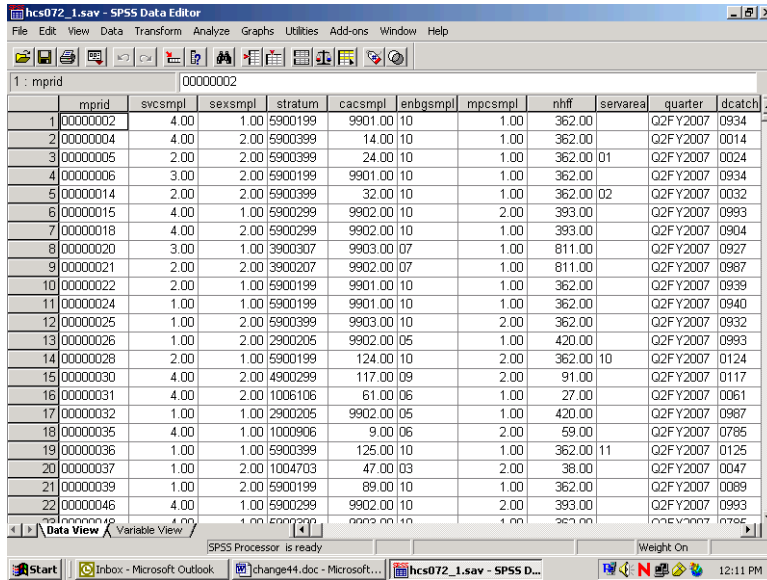 hcs072_1.sav - SPSS Data Editor
File Edit View Data Transform Analyze Graphs Utilities Add-ons Window Help
1 : mprid 00000002
mprid svcsmpl sexsmpl stratum cacsmpl enbgsmpl mpcsmpl nhff servarea quarter dcatch
1 00000002 4.00 1.00 5900199 9901.00 10 1.00 362.00 Q2FY2007 0934
2 00000004 4.00 2.00 5900399 14.00 10 1.00 362.00 Q2FY2007 0014
3 00000005 2.00 2.00 5900399 24.00 10 1.00 362.00 01 Q2FY2007 0024
4 00000006 3.00 2.00 5900199 9901.00 10 1.00 362.00 Q2FY2007 0934
5 00000014 2.00 2.00 5900399 32.00 10 1.00 362.00 02 Q2FY2007 0032
6 00000015 4.00 1.00 5900299 9902.00 10 2.00 393.00 Q2FY2007 0993
7 00000018 4.00 2.00 5900299 9902.00 10 1.00 393.00 Q2FY2007 0904
8 00000020 3.00 1.00 3900307 9903.00 07 1.00 811.00 Q2FY2007 0927
9 00000021 2.00 2.00 3900207 9902.00 07 1.00 811.00 Q2FY2007 0987
10 00000022 2.00 1.00 5900199 9901.00 10 1.00 362.00 Q2FY2007 0939
11 00000024 1.00 1.00 5900199 9901.00 10 1.00 362.00 Q2FY2007 0940
12 00000025 1.00 2.00 5900399 9903.00 10 2.00 362.00 Q2FY2007 0932
13 00000026 1.00 2.00 2900205 9902.00 05 1.00 420.00 Q2FY2007 0993
14 00000028 2.00 1.00 5900199 124.00 10 2.00 362.00 10 Q2FY2007 0124
15 00000030 4.00 2.00 4900299 117.00 09 2.00 91.00 Q2FY2007 0117
16 00000031 4.00 2.00 1006106 61.00 06 1.00 27.00 Q2FY2007 0061
17 00000032 1.00 1.00 2900205 9902.00 05 1.00 420.00 Q2FY2007 0987
18 00000035 4.00 1.00 1000906 9.00 06 2.00 59.00 Q2FY2007 0785
19 00000036 1.00 1.00 5900399 125.00 10 1.00 362.00 11 Q2FY2007 0125
20 00000037 1.00 2.00 1004703 47.00 03 2.00 38.00 Q2FY2007 0047
21 00000039 1.00 2.00 5900199 89.00 10 1.00 362.00 Q2FY2007 0089
22 00000046 4.00 1.00 5900299 9902.00 10 2.00 393.00 Q2FY2007 0993
Data View Variable View
SPSS Processor is ready Weight On
Start Inbox - Microsoft Outlook change44.doc - Microsoft... hcs072_1.sav - SPSS D... 12:11 PM